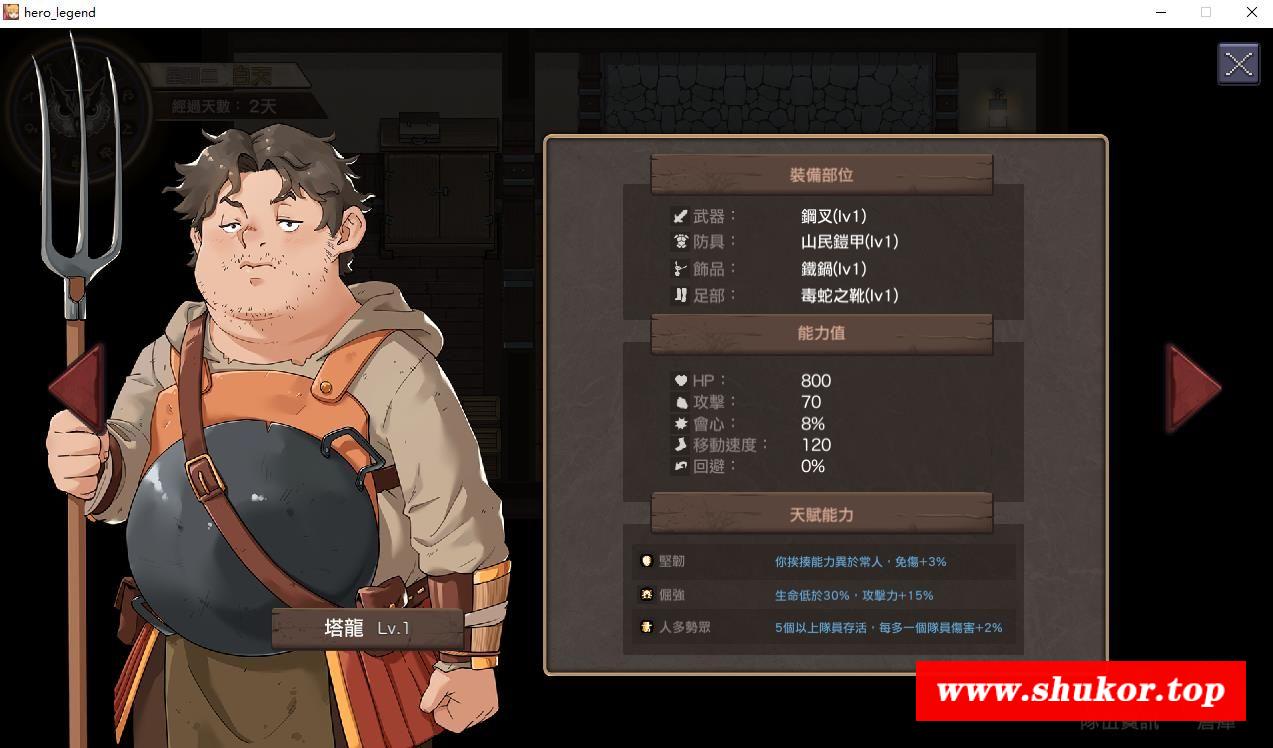 hero_legend
白天
經過天數：2天
裝備部位
武器： 鋼叉(lv1)
防具： 山民鎧甲(lv1)
飾品： 鐵鍋(lv1)
足部： 毒蛇之靴(lv1)
能力值
HP： 800
攻擊： 70
會心： 8%
移動速度： 120
回避： 0%
天賦能力
堅韌 你挨揍能力異於常人，免傷+3%
倔強 生命低於30%，攻擊力+15%
人多勢眾 5個以上隊員存活，每多一個隊員傷害+2%
塔龍 Lv.1
www.shukor.top